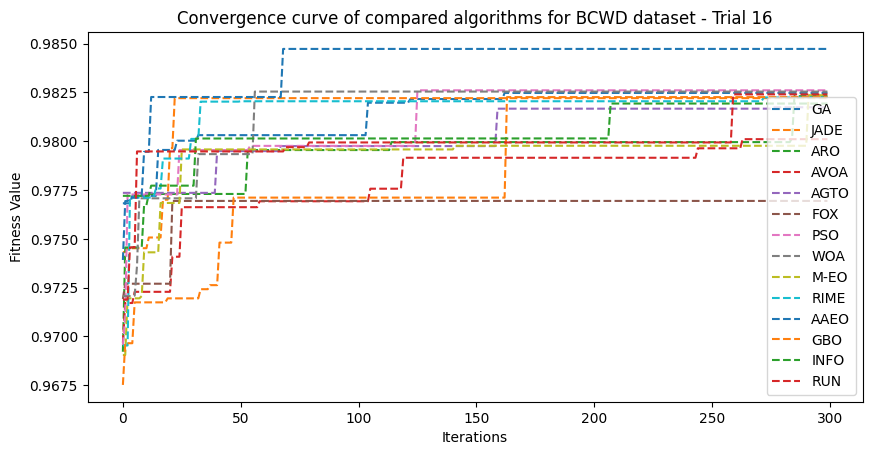 Convergence curve of compared algorithms for BCWD dataset - Trial 16
Fitness Value
0.9850
0.9825
0.9800
0.9775
0.9750
0.9725
0.9700
0.9675
0
50
100
150
200
250
300
Iterations
GA
JADE
ARO
AVOA
AGTO
FOX
PSO
WOA
M-EO
RIME
AAEO
GBO
INFO
RUN